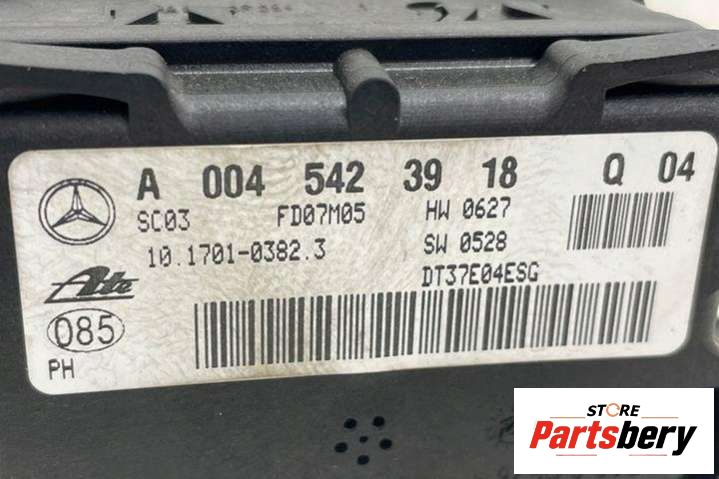 A 004 542 39 18 Q 04
SC03 FD07M05 HW 0627
10.1701-0382.3 SW 0528
Ate DT37E04ESG
085
PH
STORE
Partsbery